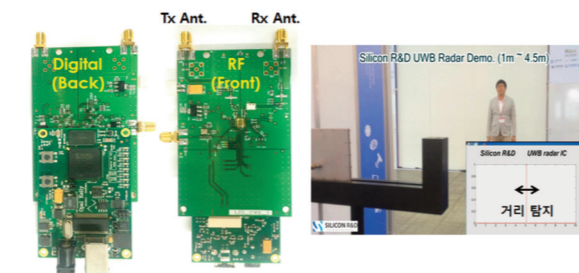 Tx Ant.
Rx Ant.
Digital
(Back)
RF
(Front)
Silicon R&D UWB Radar Demo. (1m ~ 4.5m)
Silicon R&D
UWB radar IC
거리 탐지
SILICON R&D